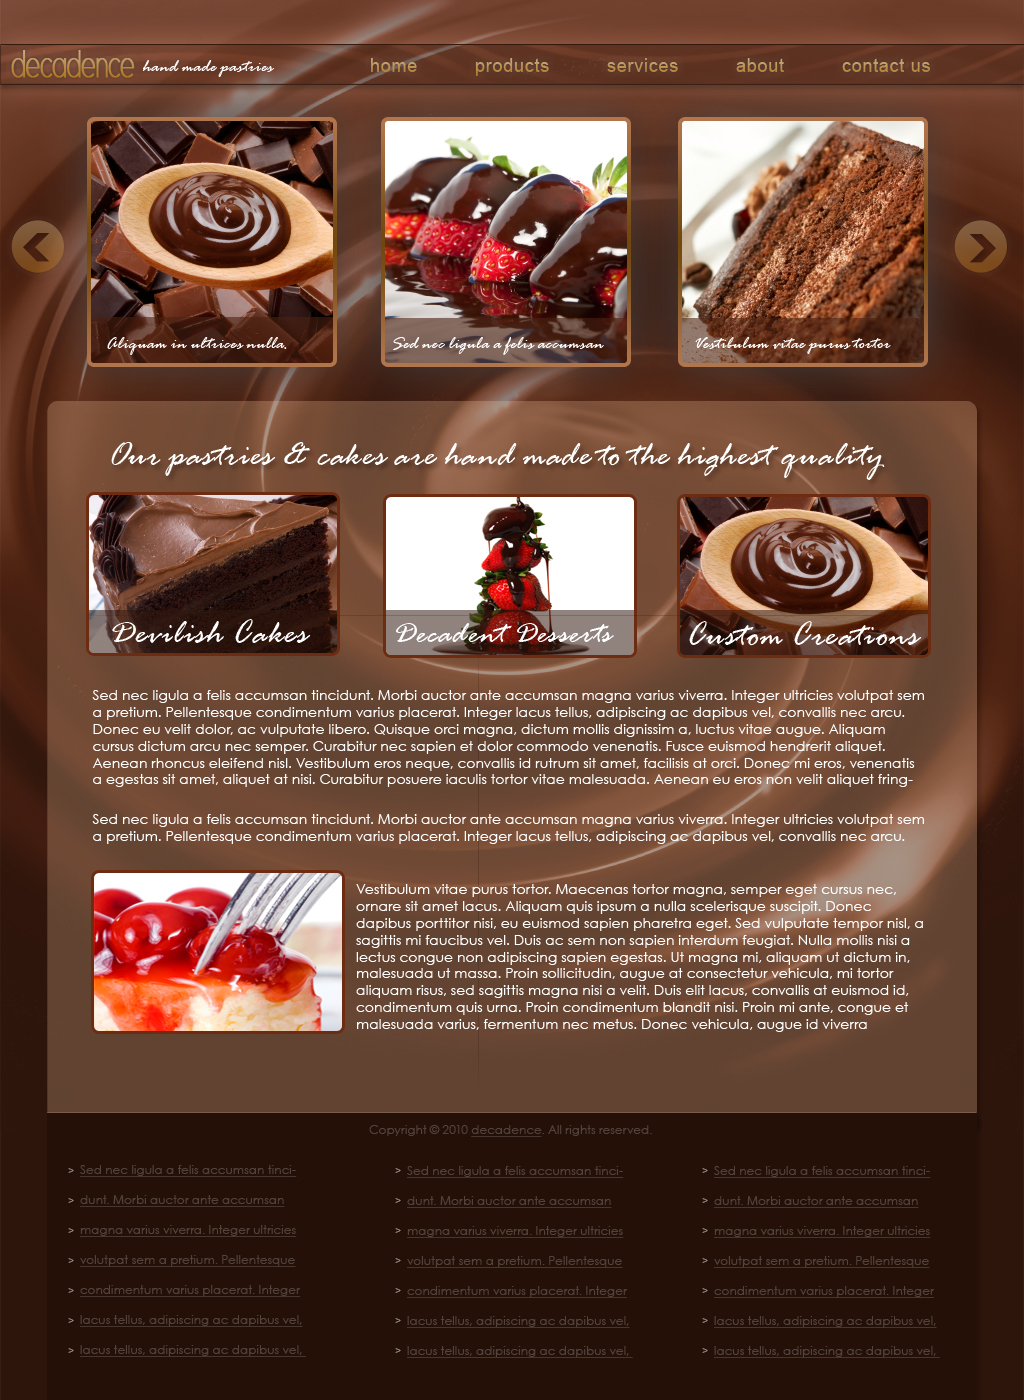 decadence hand made pastries home products services about contact us
Aliquam in ultrices nulla. Sed nec ligula a felis accumsan Vestibulum vitae purus tortor
Our pastries & cakes are hand made to the highest quality
Devilish Cakes Decadent Desserts Custom Creations
Sed nec ligula a felis accumsan tincidunt. Morbi auctor ante accumsan magna varius viverra. Integer ultricies volutpat sem
a pretium. Pellentesque condimentum varius placerat. Integer lacus tellus, adipiscing ac dapibus vel, convallis nec arcu.
Donec eu velit dolor, ac vulputate libero. Quisque orci magna, dictum mollis dignissim a, luctus vitae augue. Aliquam
cursus dictum arcu nec semper. Curabitur nec sapien et dolor commodo venenatis. Fusce euismod hendrerit aliquet.
Aenean rhoncus eleifend nisl. Vestibulum eros neque, convallis id rutrum sit amet, facilisis at orci. Donec mi eros, venenatis
a egestas sit amet, aliquet at nisi. Curabitur posuere iaculis tortor vitae malesuada. Aenean eu eros non velit aliquet fring-
Sed nec ligula a felis accumsan tincidunt. Morbi auctor ante accumsan magna varius viverra. Integer ultricies volutpat sem
a pretium. Pellentesque condimentum varius placerat. Integer lacus tellus, adipiscing ac dapibus vel, convallis nec arcu.
Vestibulum vitae purus tortor. Maecenas tortor magna, semper eget cursus nec,
ornare sit amet lacus. Aliquam quis ipsum a nulla scelerisque suscipit. Donec
dapibus porttitor nisi, eu euismod sapien pharetra eget. Sed vulputate tempor nisl, a
sagittis mi faucibus vel. Duis ac sem non sapien interdum feugiat. Nulla mollis nisi a
lectus congue non adipiscing sapien egestas. Ut magna mi, aliquam ut dictum in,
malesuada ut massa. Proin sollicitudin, augue at consectetur vehicula, mi tortor
aliquam risus, sed sagittis magna nisi a velit. Duis elit lacus, convallis at euismod id,
condimentum quis urna. Proin condimentum blandit nisi. Proin mi ante, congue et
malesuada varius, fermentum nec metus. Donec vehicula, augue id viverra
Copyright © 2010 decadence. All rights reserved.
> Sed nec ligula a felis accumsan tinci-
> dunt. Morbi auctor ante accumsan
> magna varius viverra. Integer ultricies
> volutpat sem a pretium. Pellentesque
> condimentum varius placerat. Integer
> lacus tellus, adipiscing ac dapibus vel,
> lacus tellus, adipiscing ac dapibus vel,
> Sed nec ligula a felis accumsan tinci-
> dunt. Morbi auctor ante accumsan
> magna varius viverra. Integer ultricies
> volutpat sem a pretium. Pellentesque
> condimentum varius placerat. Integer
> lacus tellus, adipiscing ac dapibus vel,
> lacus tellus, adipiscing ac dapibus vel,
> Sed nec ligula a felis accumsan tinci-
> dunt. Morbi auctor ante accumsan
> magna varius viverra. Integer ultricies
> volutpat sem a pretium. Pellentesque
> condimentum varius placerat. Integer
> lacus tellus, adipiscing ac dapibus vel,
> lacus tellus, adipiscing ac dapibus vel,